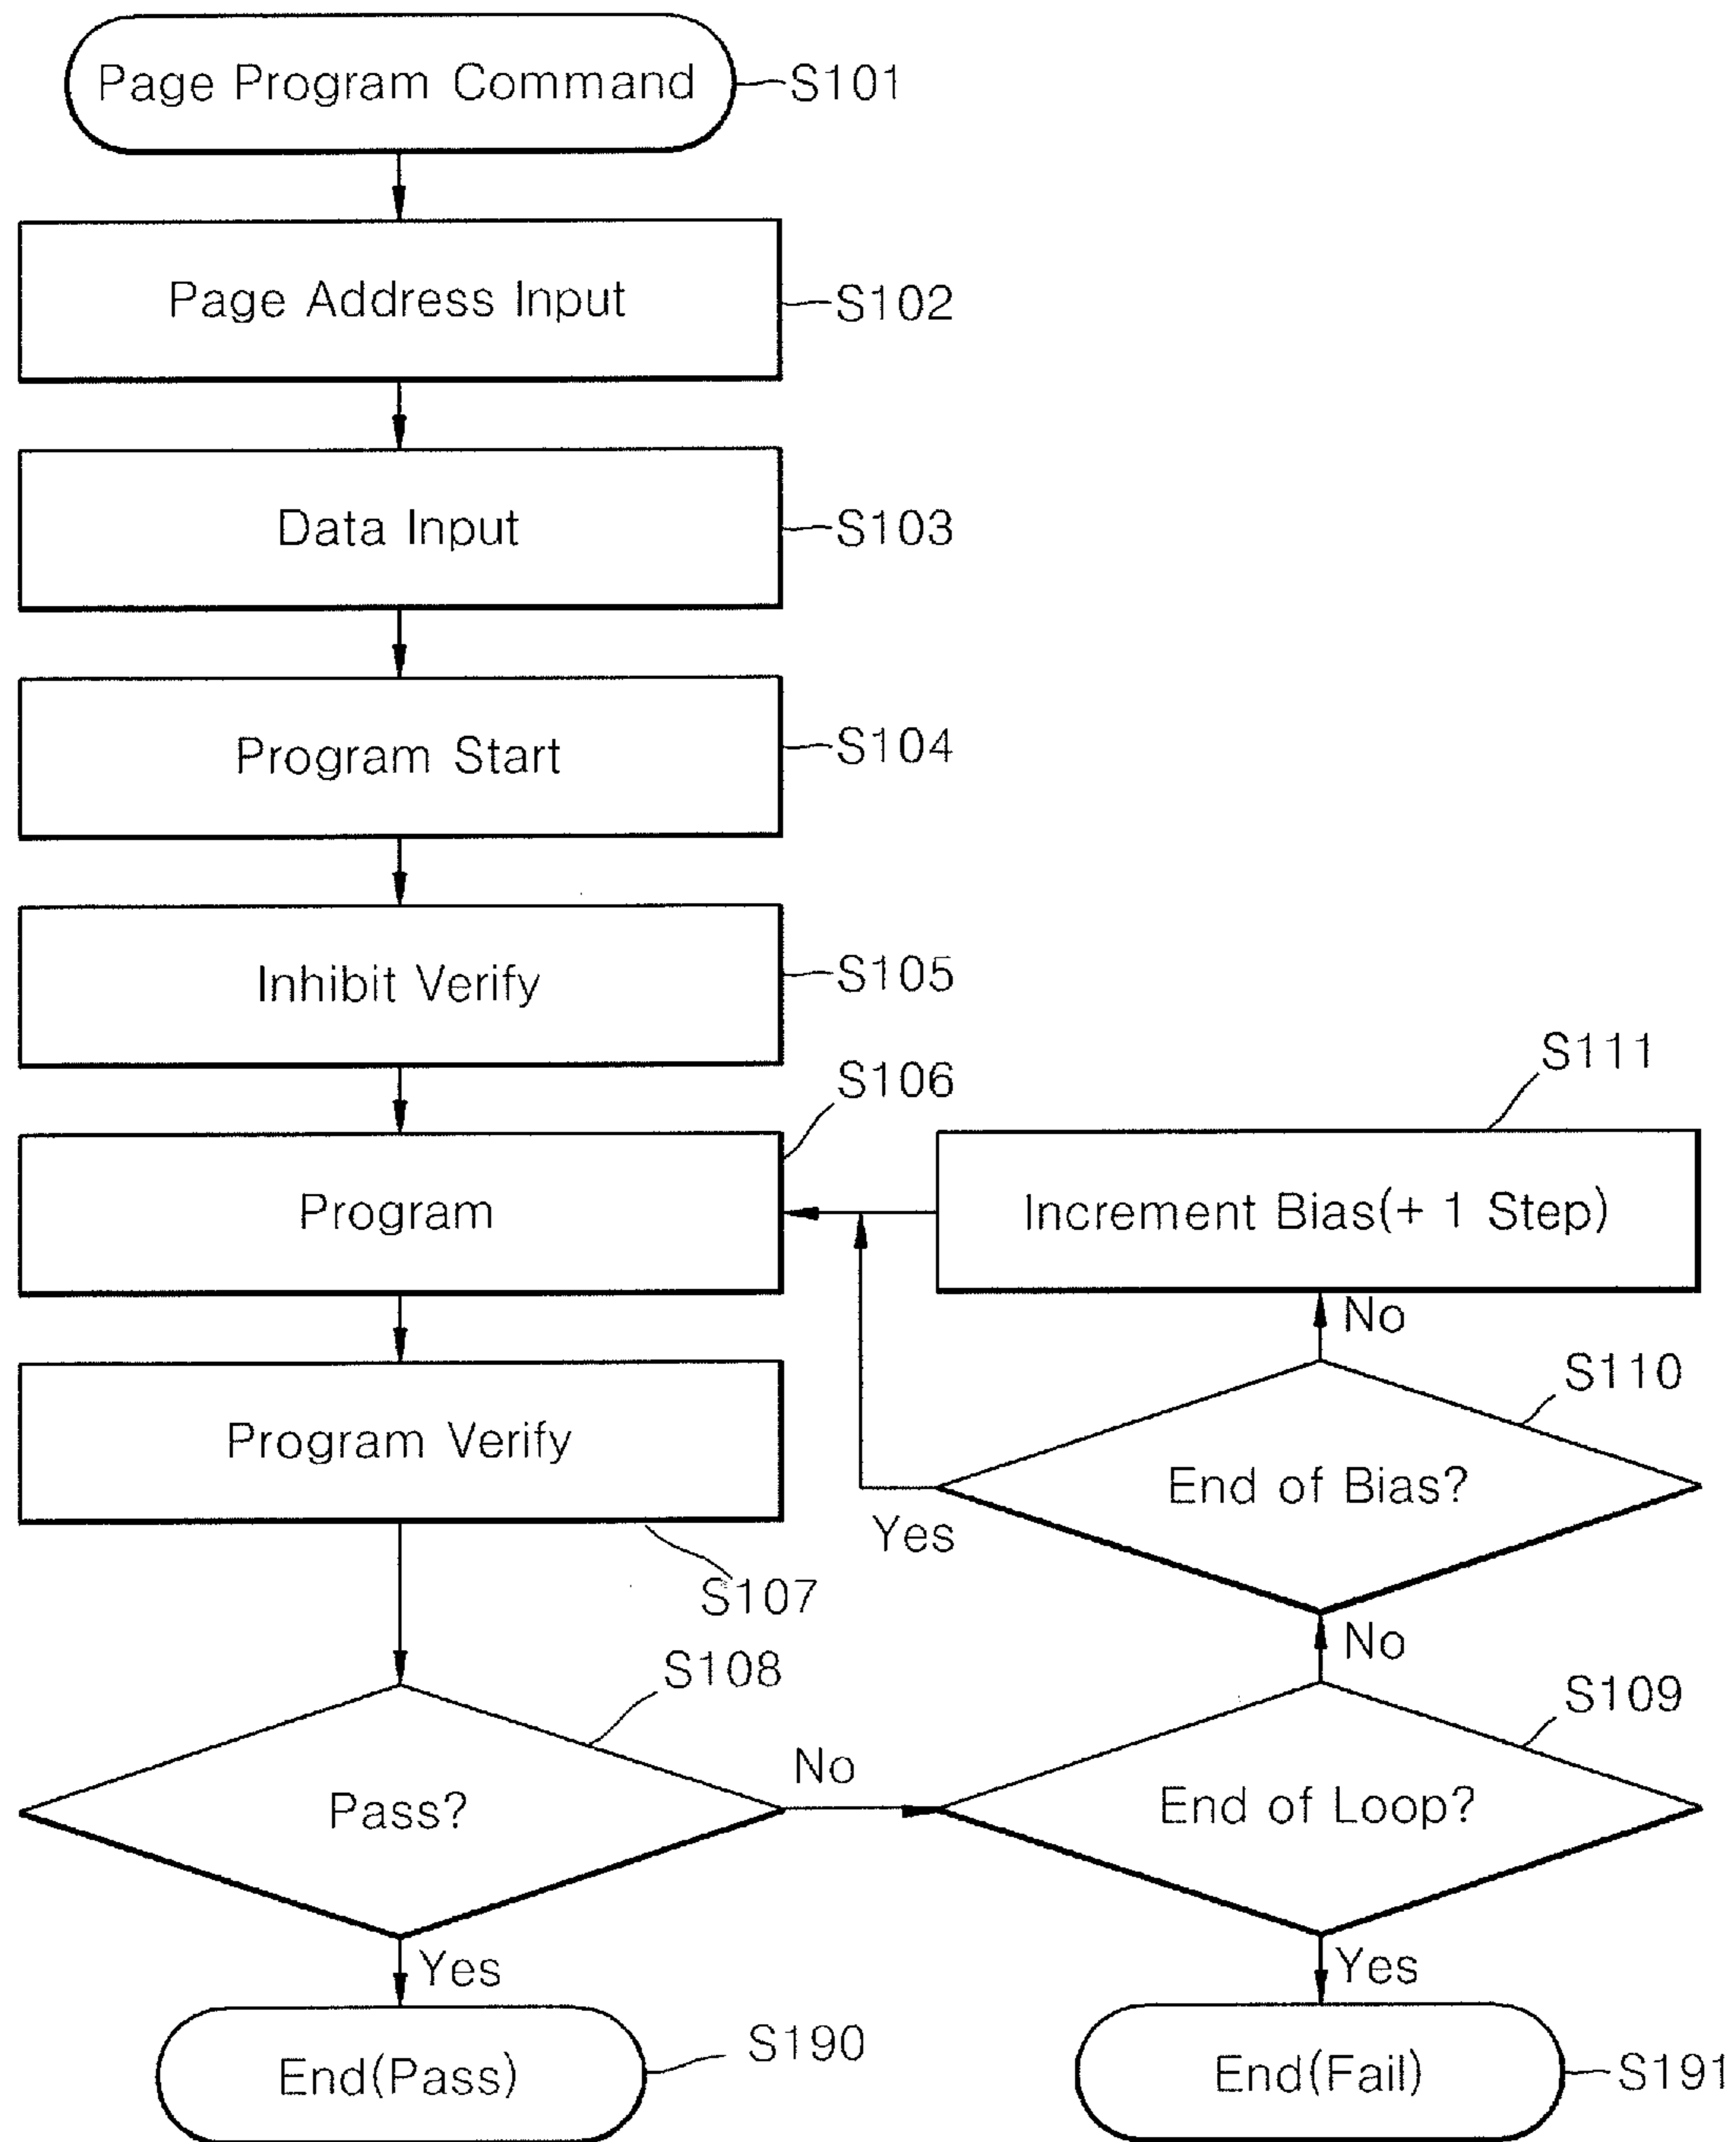 Page Program Command
S101
Page Address Input
S102
Data Input
S103
Program Start
S104
Inhibit Verify
S105
S106
Program
S111
Increment Bias(+ 1 Step)
No
Program Verify
S107
S110
End of Bias?
Yes
No
S108
Pass?
No
S109
End of Loop?
Yes
Yes
End(Pass)
S190
End(Fail)
S191